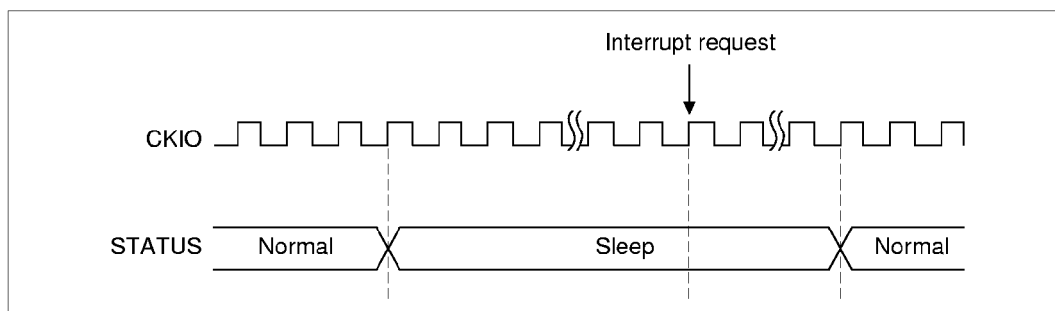 Interrupt request
CKIO
STATUS
Normal
Sleep
Normal